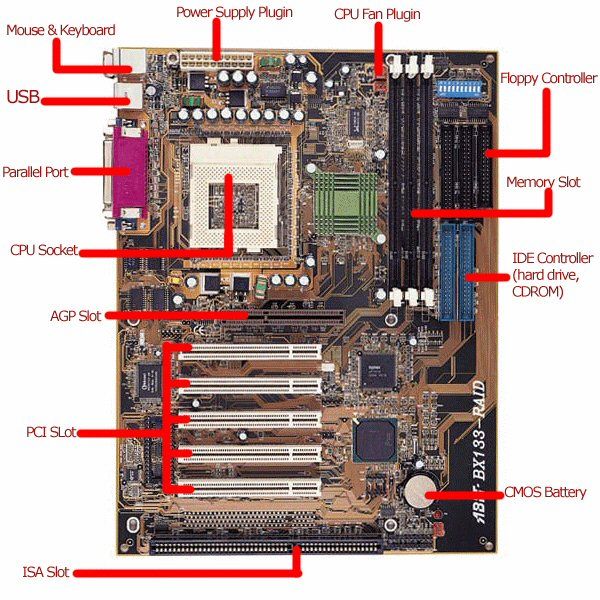 Power Supply Plugin
CPU Fan Plugin
Mouse & Keyboard
Floppy Controller
USB
Parallel Port
Memory Slot
CPU Socket
IDE Controller
(hard drive,
CDROM)
AGP Slot
PCI SLot
CMOS Battery
ABIT BX133-RAID
ISA Slot